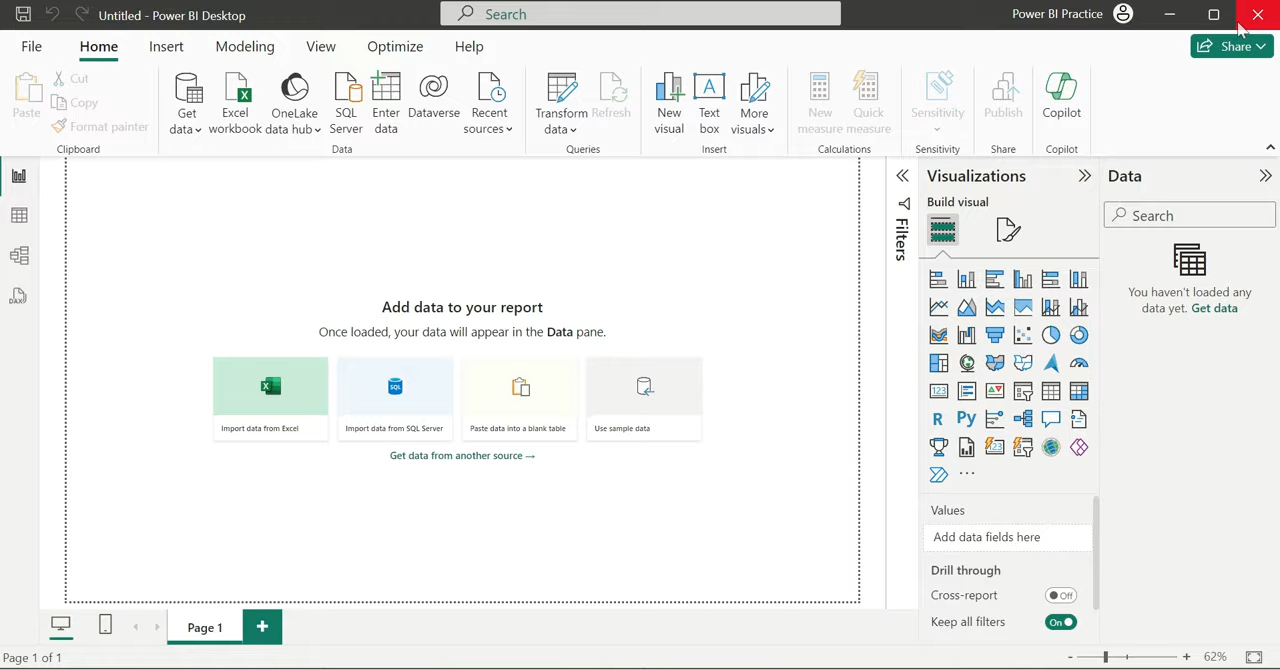 Untitled - Power BI Desktop
Search
Power BI Practice
File Home Insert Modeling View Optimize Help
Share
Paste
Cut
Copy
Format painter
Clipboard
Get data
Excel workbook
OneLake data hub
SQL Server
Enter data
Dataverse
Recent sources
Data
Transform data
Refresh
Queries
New visual
Text box
More visuals
Insert
New measure
Quick measure
Calculations
Sensitivity
Sensitivity
Publish
Share
Copilot
Copilot
Add data to your report
Once loaded, your data will appear in the Data pane.
Import data from Excel
Import data from SQL Server
Paste data into a blank table
Use sample data
Get data from another source →
Filters
Visualizations
Build visual
R Py
123
Values
Add data fields here
Drill through
Cross-report
Off
Keep all filters
On
Data
Search
You haven't loaded any
data yet. Get data
Page 1
Page 1 of 1
- + 62%